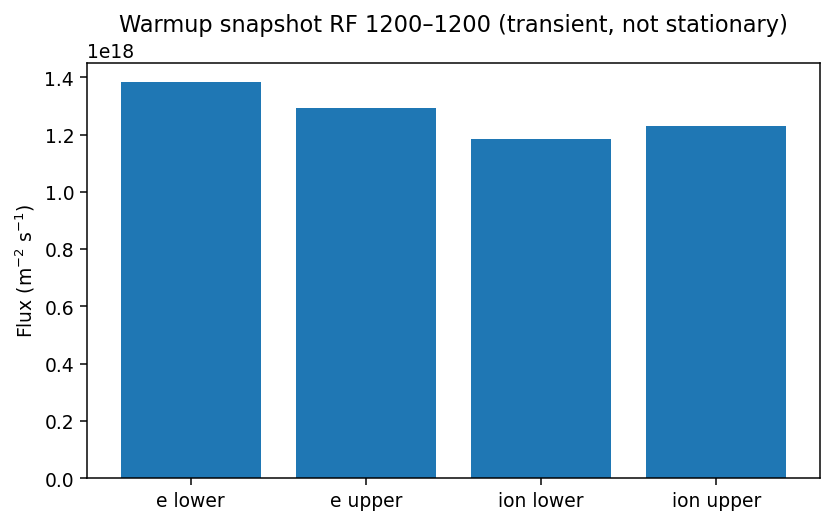 Warmup snapshot RF 1200–1200 (transient, not stationary)
1e18
1.4
1.2
1.0
0.8
0.6
0.4
0.2
0.0
Flux (m⁻² s⁻¹)
e lower
e upper
ion lower
ion upper